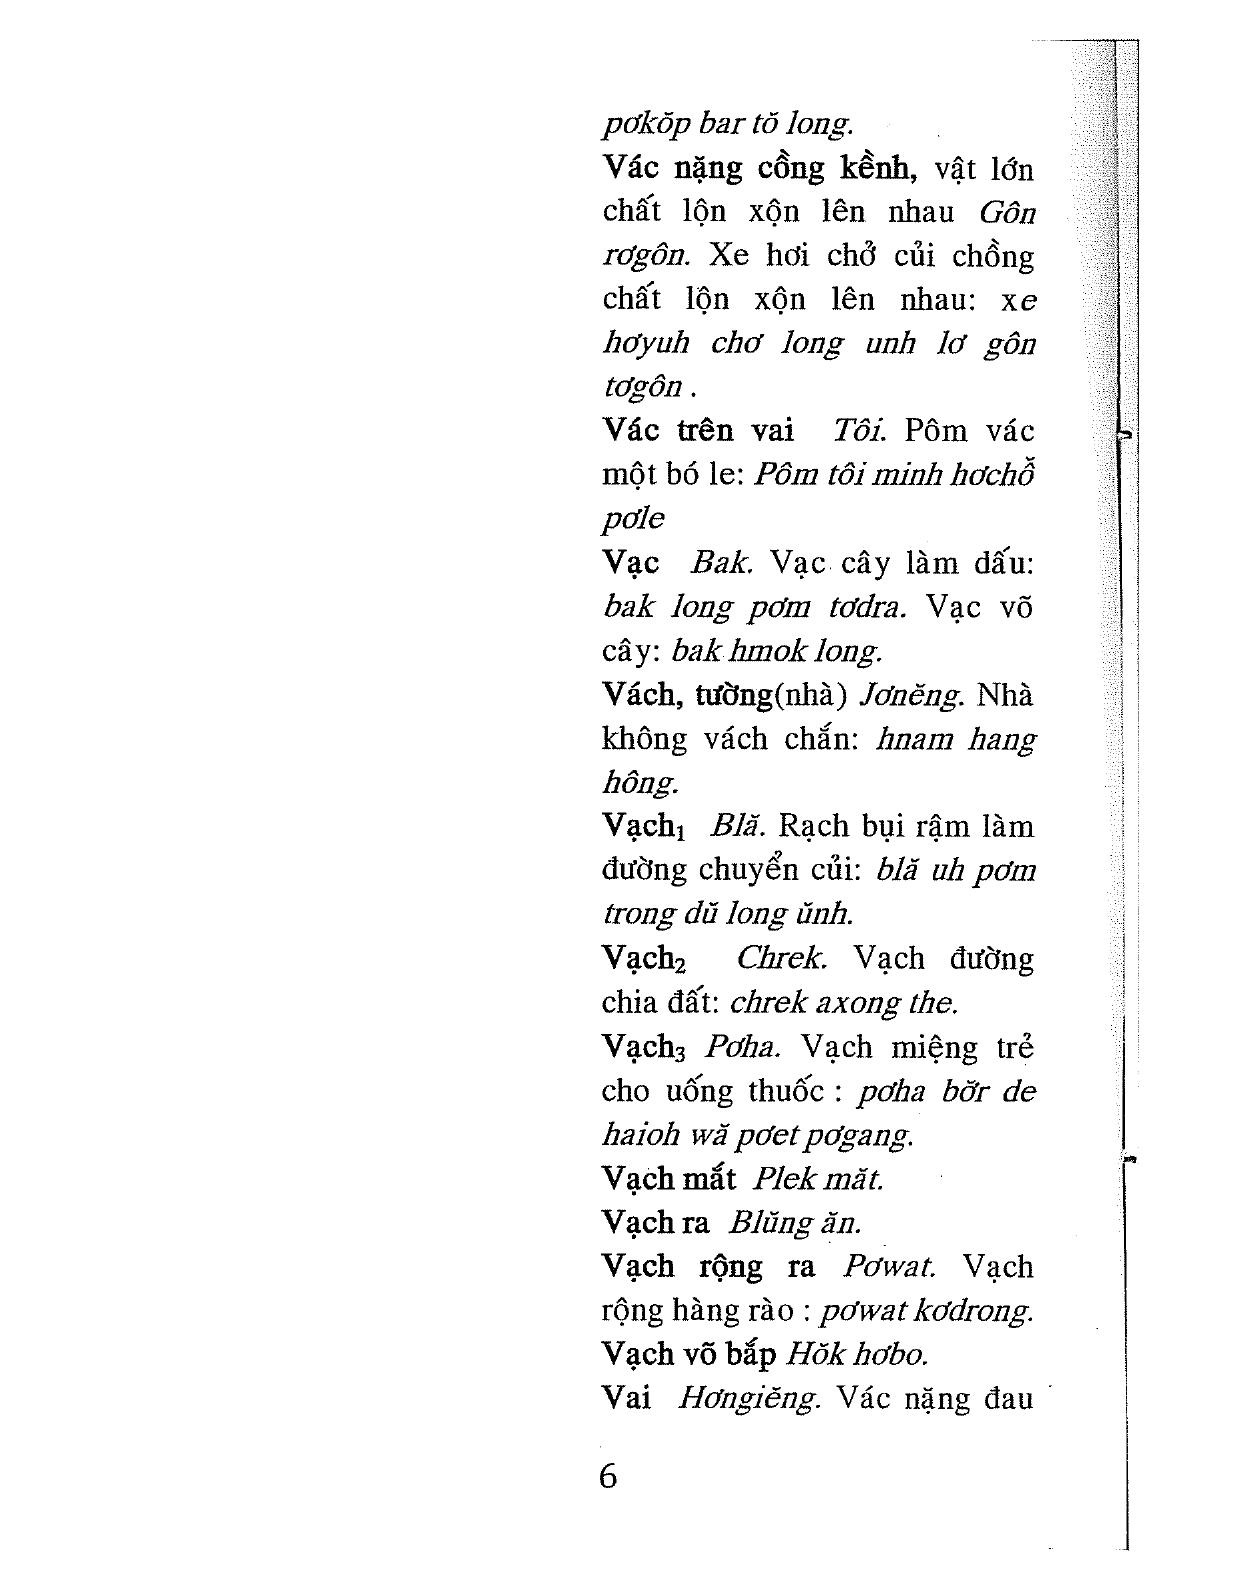 pơkŏp bar tŏ long.
Vác nặng cồng kềnh, vật lớn
chất lộn xộn lên nhau Gôn
rơgôn. Xe hơi chở củi chồng
chất lộn xộn lên nhau: xe
hơyuh chơ long unh lơ gôn
tơgôn .
Vác trên vai Tôi. Pôm vác
một bó le: Pôm tôi minh hơchô̆
pơle
Vạc Bak. Vạc cây làm dấu:
bak long pơm tơdra. Vạc võ
cây: bak hmok long.
Vách, tường(nhà) Jơnĕng. Nhà
không vách chắn: hnam hang
hông.
Vạch₁ Blă. Rạch bụi rậm làm
đường chuyển củi: blă uh pơm
trong dŭ long ŭnh.
Vạch₂ Chrek. Vạch đường
chia đất: chrek axong the.
Vạch₃ Pơha. Vạch miệng trẻ
cho uống thuốc : pơha bơ̆r de
haioh wă pơet pơgang.
Vạch mắt Plek măt.
Vạch ra Blŭng ăn.
Vạch rộng ra Pơwat. Vạch
rộng hàng rào : pơwat kơdrong.
Vạch võ bắp Hŏk hơbo.
Vai Hơngiĕng. Vác nặng đau
6